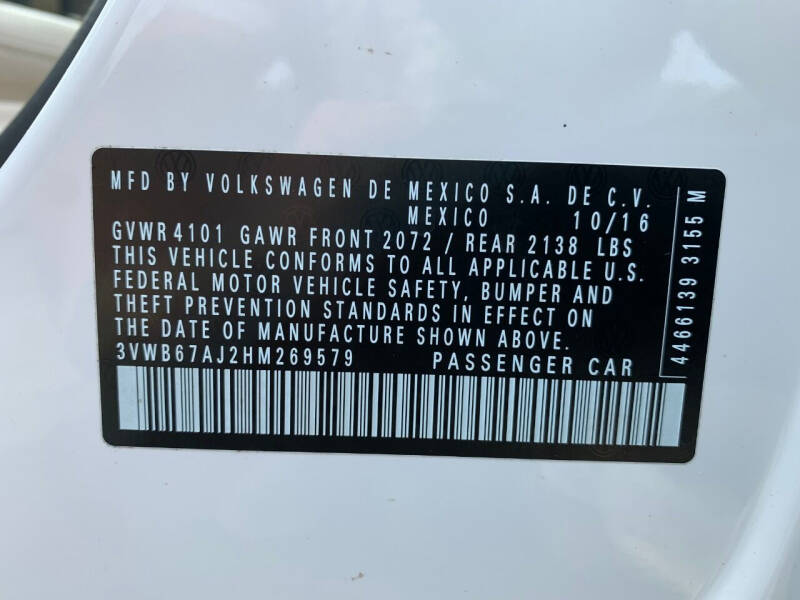 MFD BY VOLKSWAGEN DE MEXICO S.A. DE C.V.
MEXICO 10/16
GVWR 4101 GAWR FRONT 2072 / REAR 2138 LBS
THIS VEHICLE CONFORMS TO ALL APPLICABLE U.S.
FEDERAL MOTOR VEHICLE SAFETY, BUMPER AND
THEFT PREVENTION STANDARDS IN EFFECT ON
THE DATE OF MANUFACTURE SHOWN ABOVE.
3VWB67AJ2HM269579 PASSENGER CAR
4466139 3155 M